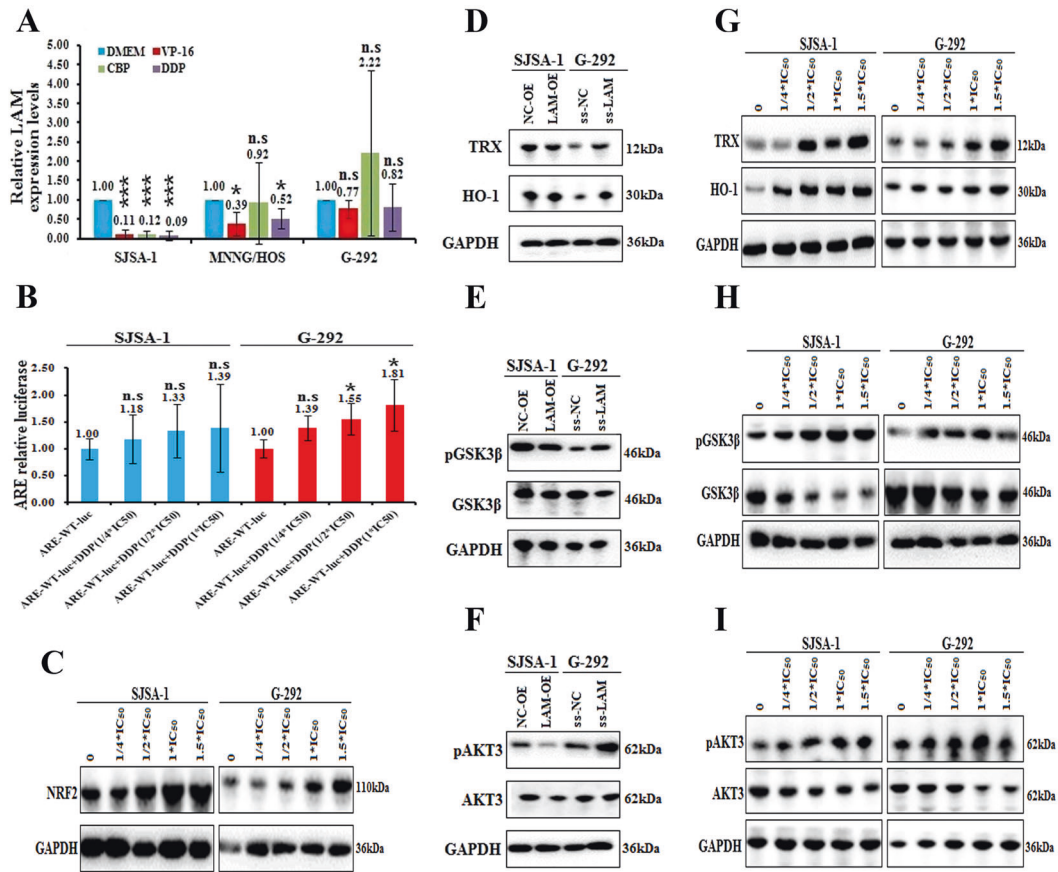 A
Relative LAM
expression levels
5.00
4.50
4.00
3.50
3.00
2.50
2.00
1.50
1.00
0.50
0.00
DMEM VP-16
CBP DDP
1.00 *** 0.11 *** 0.12 *** 0.09
1.00 * 0.39 n.s 0.92 * 0.52
1.00 n.s 0.77 n.s 2.22 n.s 0.82
SJSA-1 MNNG/HOS G-292
B
SJSA-1 G-292
ARE relative luciferase
2.50
2.00
1.50
1.00
0.50
0.00
1.00 n.s 1.18 n.s 1.33 n.s 1.39
1.00 n.s 1.39 * 1.55 * 1.81
ARE-WT-luc
ARE-WT-luc+DDP(1/4*IC50)
ARE-WT-luc+DDP(1/2*IC50)
ARE-WT-luc+DDP(1*IC50)
ARE-WT-luc
ARE-WT-luc+DDP(1/4*IC50)
ARE-WT-luc+DDP(1/2*IC50)
ARE-WT-luc+DDP(1*IC50)
C
SJSA-1 G-292
0 1/4*IC50 1/2*IC50 1*IC50 1.5*IC50 0 1/4*IC50 1/2*IC50 1*IC50 1.5*IC50
NRF2 110kDa
GAPDH 36kDa
D
SJSA-1 G-292
NC-OE LAM-OE ss-NC ss-LAM
TRX 12kDa
HO-1 30kDa
GAPDH 36kDa
E
SJSA-1 G-292
NC-OE LAM-OE ss-NC ss-LAM
pGSK3β 46kDa
GSK3β 46kDa
GAPDH 36kDa
F
SJSA-1 G-292
NC-OE LAM-OE ss-NC ss-LAM
pAKT3 62kDa
AKT3 62kDa
GAPDH 36kDa
G
SJSA-1 G-292
0 1/4*IC50 1/2*IC50 1*IC50 1.5*IC50 0 1/4*IC50 1/2*IC50 1*IC50 1.5*IC50
TRX 12kDa
HO-1 30kDa
GAPDH 36kDa
H
SJSA-1 G-292
0 1/4*IC50 1/2*IC50 1*IC50 1.5*IC50 0 1/4*IC50 1/2*IC50 1*IC50 1.5*IC50
pGSK3β 46kDa
GSK3β 46kDa
GAPDH 36kDa
I
SJSA-1 G-292
0 1/4*IC50 1/2*IC50 1*IC50 1.5*IC50 0 1/4*IC50 1/2*IC50 1*IC50 1.5*IC50
pAKT3 62kDa
AKT3 62kDa
GAPDH 36kDa